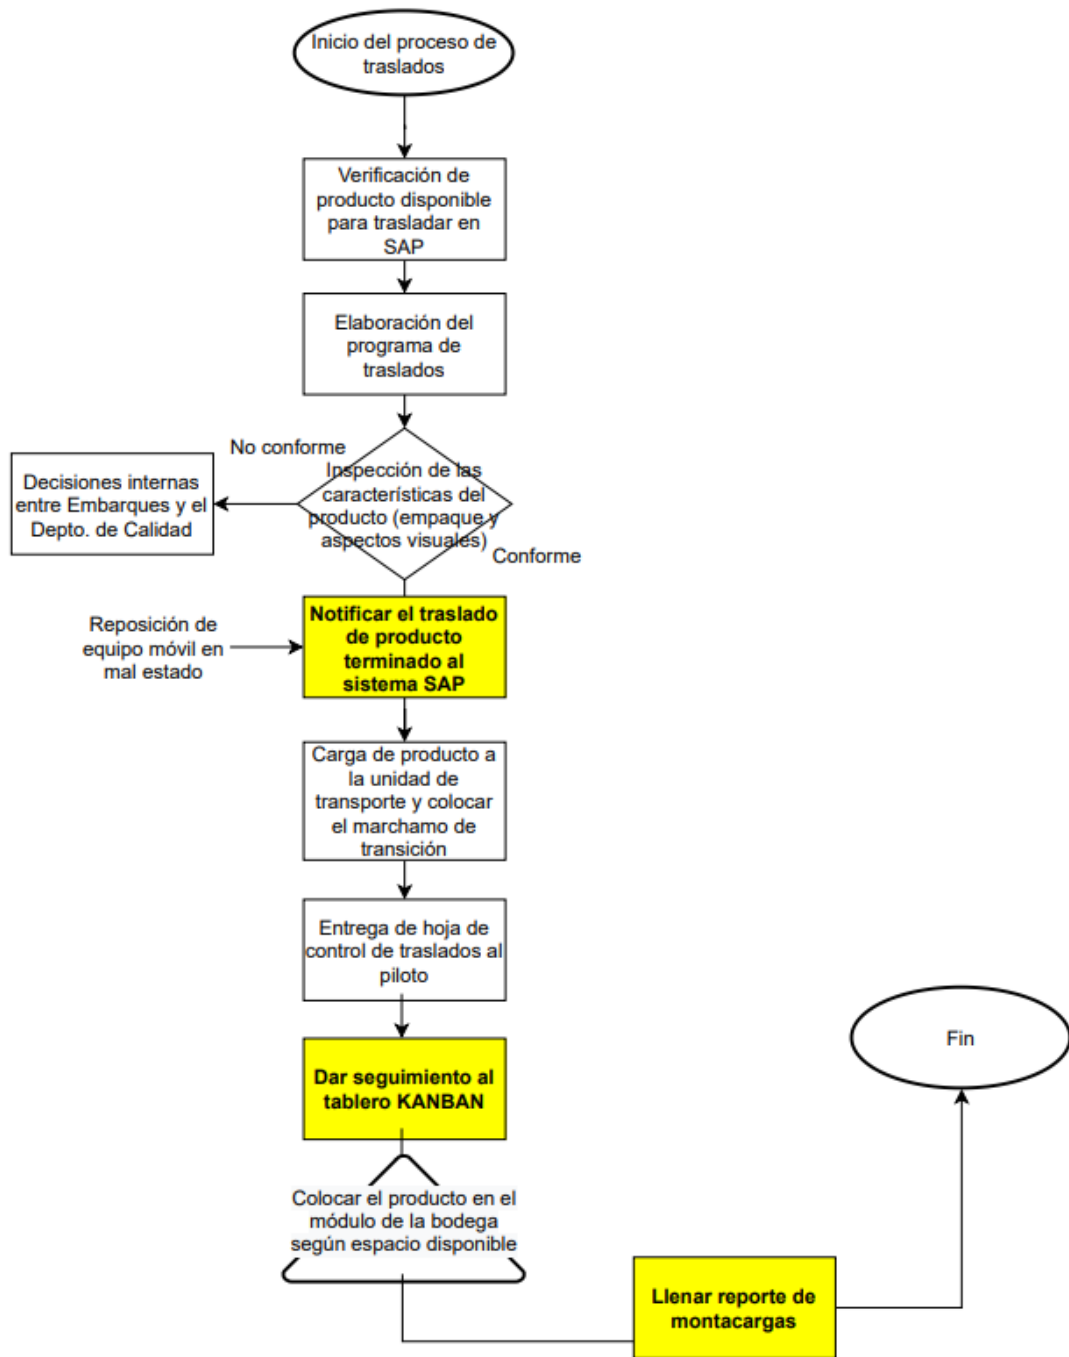 Inicio del proceso de
traslados
Verificación de
producto disponible
para trasladar en
SAP
Elaboración del
programa de
traslados
No conforme
Decisiones internas
entre Embarques y el
Depto. de Calidad
Inspección de las
características del
producto (empaque y
aspectos visuales)
Conforme
Notificar el traslado
de producto
terminado al
sistema SAP
Reposición de
equipo móvil en
mal estado
Carga de producto a
la unidad de
transporte y colocar
el marchamo de
transición
Entrega de hoja de
control de traslados al
piloto
Dar seguimiento al
tablero KANBAN
Colocar el producto en el
módulo de la bodega
según espacio disponible
Llenar reporte de
montacargas
Fin